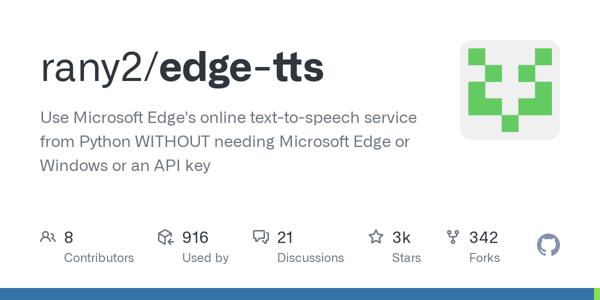 rany2/edge-tts
Use Microsoft Edge's online text-to-speech service
from Python WITHOUT needing Microsoft Edge or
Windows or an API key
8 916 21 3k 342
Contributors Used by Discussions Stars Forks